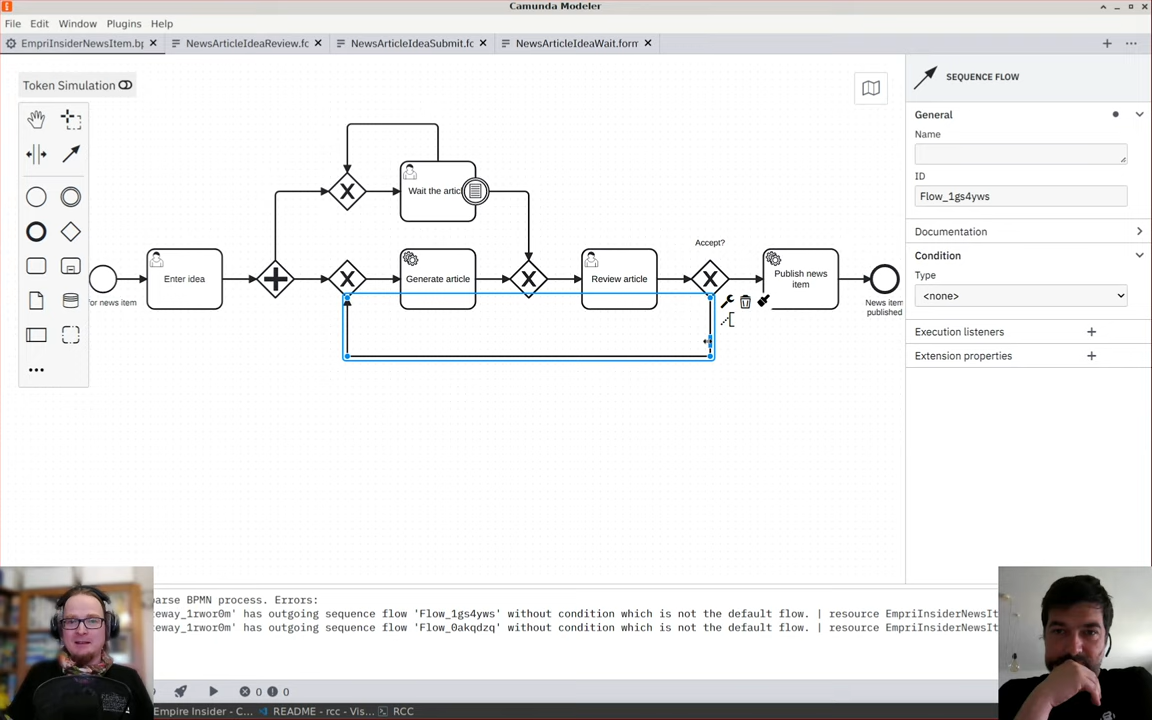 Camunda Modeler
File Edit Window Plugins Help
EmpriInsiderNewsItem.bp
NewsArticleIdeaReview.fc
NewsArticleIdeaSubmit.fc
NewsArticleIdeaWait.form
Token Simulation
SEQUENCE FLOW
General
Name
ID
Flow_1gs4yws
Documentation
Condition
Type
<none>
Execution listeners
Extension properties
Wait the artic
Accept?
Enter idea
Generate article
Review article
Publish news
item
for news item
News item
published
parse BPMN process. Errors:
eway_1rwor0m' has outgoing sequence flow 'Flow_1gs4yws' without condition which is not the default flow. | resource EmpriInsiderNewsIt
eway_1rwor0m' has outgoing sequence flow 'Flow_0akqdzq' without condition which is not the default flow. | resource EmpriInsiderNewsIt
0 0
Empire Insider - C...
README - rcc - Vis...
RCC